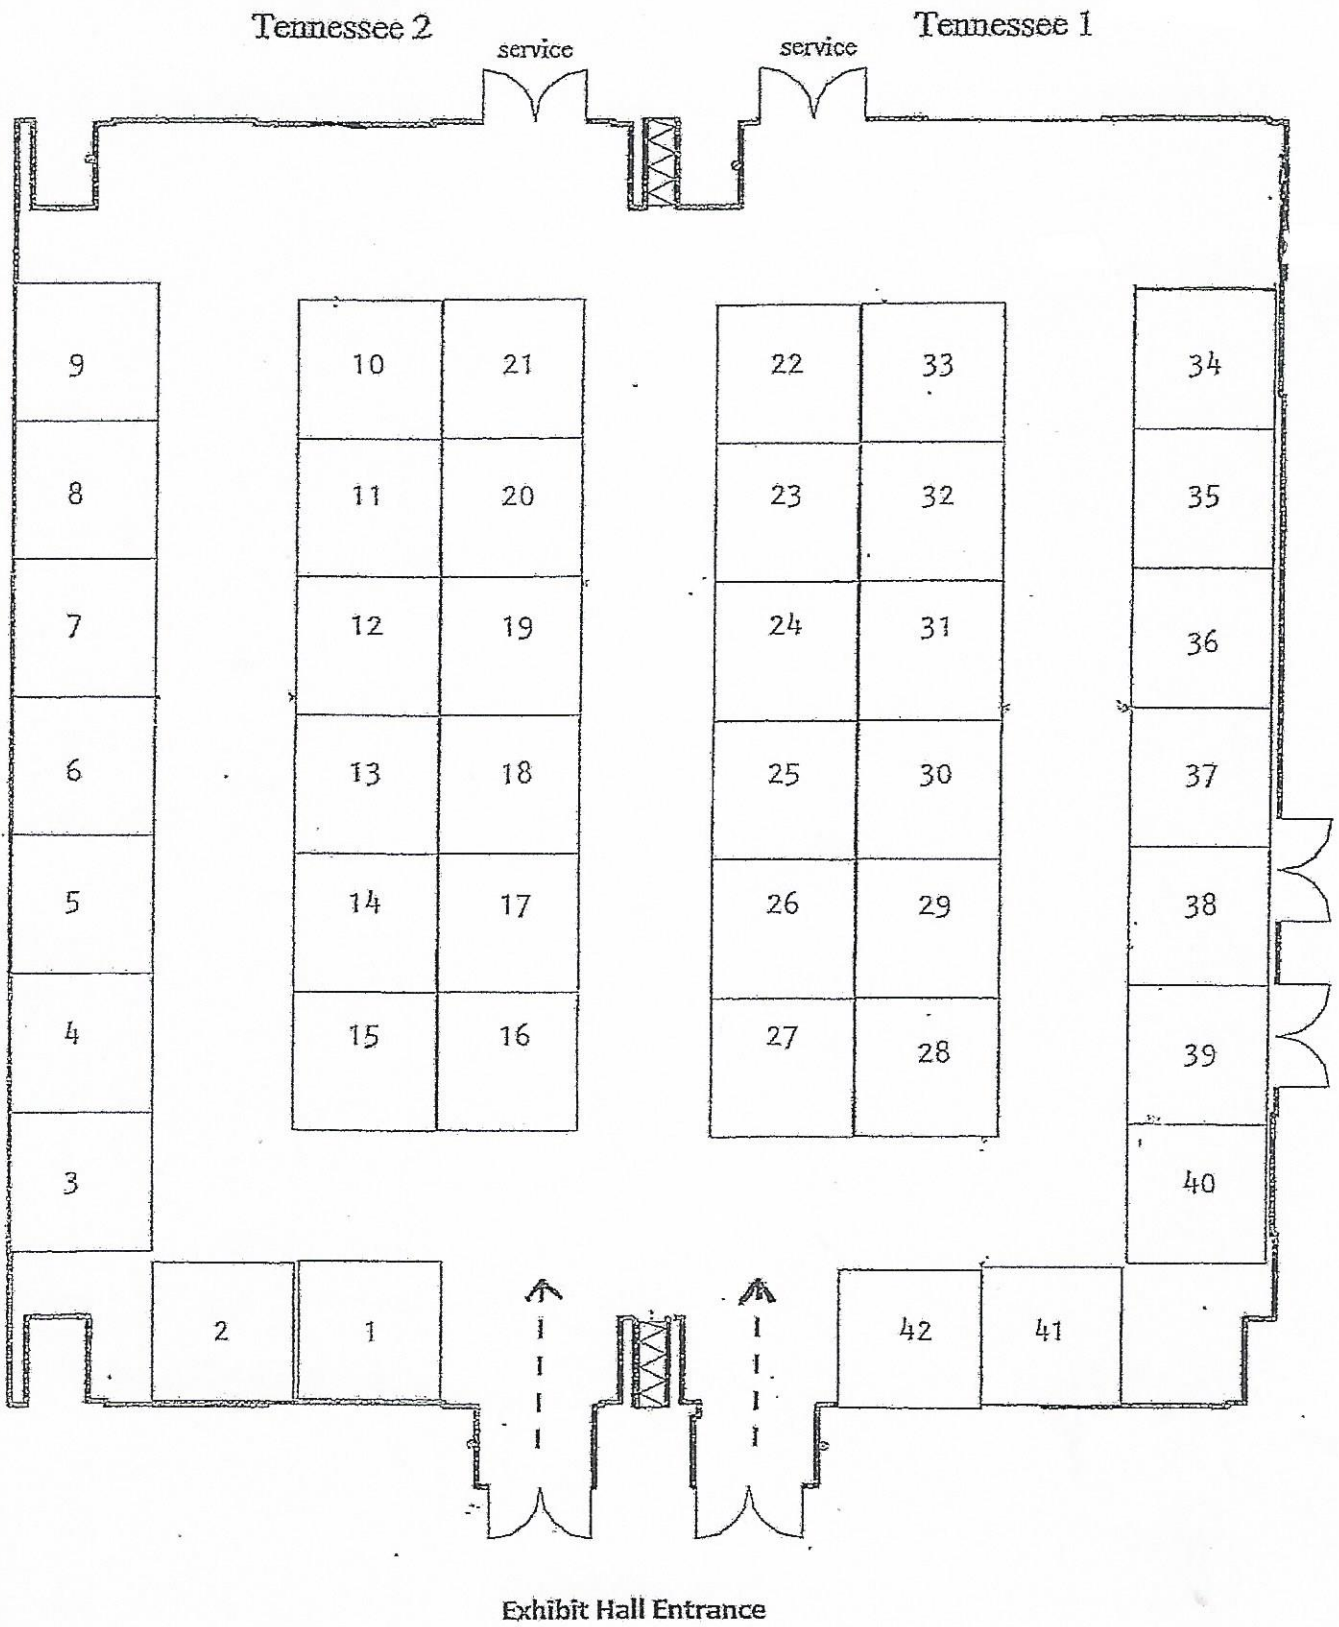 Tennessee 2 Tennessee 1
service service
9 10 21 22 33 34
8 11 20 23 32 35
7 12 19 24 31 36
6 13 18 25 30 37
5 14 17 26 29 38
4 15 16 27 28 39
3 40
2 1 42 41
Exhibit Hall Entrance